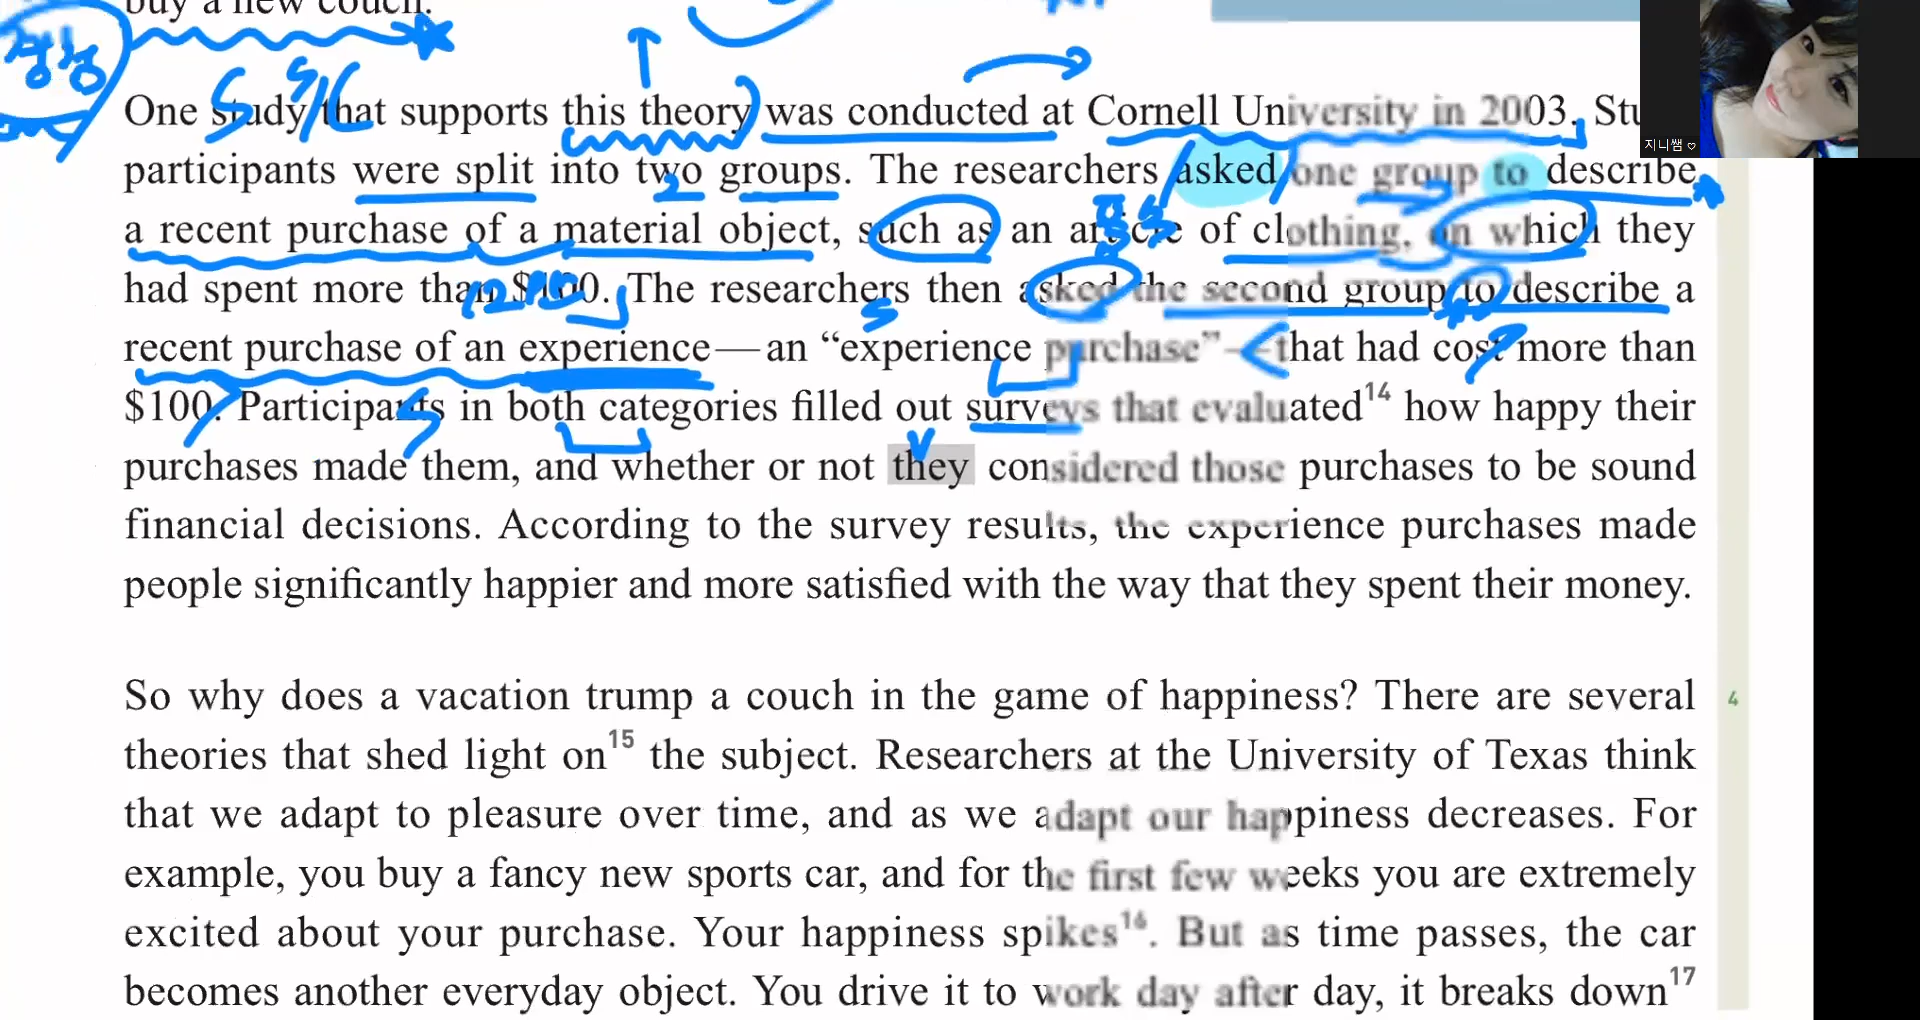 buy a new couch.
지니쌤 ♡
One study that supports this theory was conducted at Cornell University in 2003.
participants were split into two groups. The researchers asked one group to describe
a recent purchase of a material object, such as an article of clothing, on which they
had spent more than $100. The researchers then asked the second group to describe a
recent purchase of an experience—an “experience purchase”—that had cost more than
$100. Participants in both categories filled out surveys that evaluated14 how happy their
purchases made them, and whether or not they considered those purchases to be sound
financial decisions. According to the survey results, the experience purchases made
people significantly happier and more satisfied with the way that they spent their money.
So why does a vacation trump a couch in the game of happiness? There are several
4
theories that shed light on15 the subject. Researchers at the University of Texas think
that we adapt to pleasure over time, and as we adapt our happiness decreases. For
example, you buy a fancy new sports car, and for the first few weeks you are extremely
excited about your purchase. Your happiness spikes16. But as time passes, the car
becomes another everyday object. You drive it to work day after day, it breaks down17